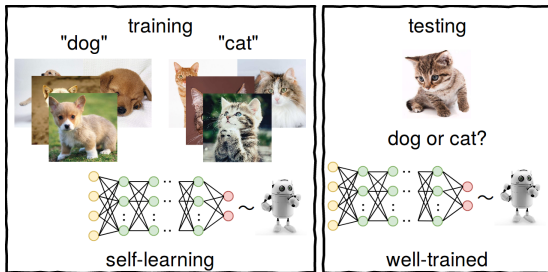 training
"dog" "cat"
self-learning
testing
dog or cat?
well-trained